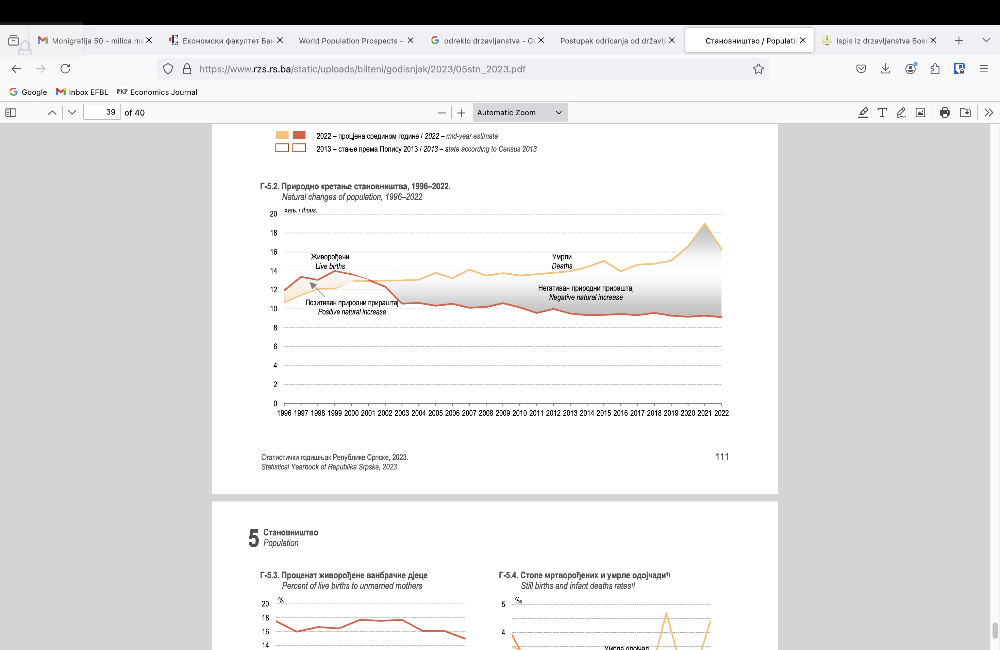 Monigrafija 50 - milica.ma
Економски факултет Бањ
World Population Prospects -
odreklo drzavljanstva - Go
Postupak odricanja od državlja
Становништво / Populatio
Ispis iz drzavljanstva Bosn
https://www.rzs.rs.ba/static/uploads/bilteni/godisnjak/2023/05stn_2023.pdf
Google
Inbox EFBL
PKP Economics Journal
39 of 40
Automatic Zoom
2022 – процјена средином године / 2022 – mid-year estimate
2013 – стање према Попису 2013 / 2013 – state according to Census 2013
Г-5.2. Природно кретање становништва, 1996–2022.
Natural changes of population, 1996–2022
хиљ. / thous.
20
18
16
14
12
10
8
6
4
2
0
Живорођени
Live births
Умрли
Deaths
Позитиван природни прираштај
Positive natural increase
Негативан природни прираштај
Negative natural increase
1996 1997 1998 1999 2000 2001 2002 2003 2004 2005 2006 2007 2008 2009 2010 2011 2012 2013 2014 2015 2016 2017 2018 2019 2020 2021 2022
Статистички годишњак Републике Српске, 2023.
Statistical Yearbook of Republika Srpska, 2023
111
5 Становништво
Population
Г-5.3. Проценат живорођене ванбрачне дјеце
Percent of live births to unmarried mothers
%
20
18
16
14
Г-5.4. Стопе мртворођених и умрле одојчади¹⁾
Still births and infant deaths rates¹⁾
‰
5
4
Умрла одојчад